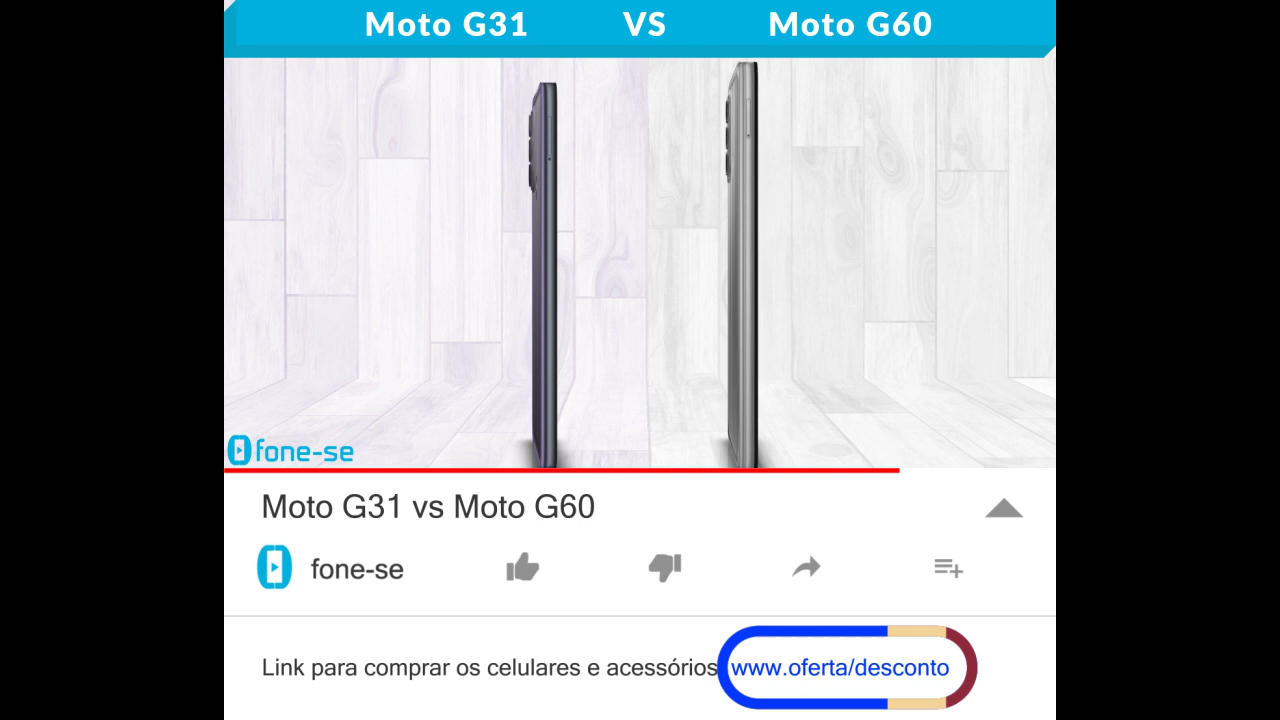 Moto G31 VS Moto G60
fone-se
Moto G31 vs Moto G60
fone-se
Link para comprar os celulares e acessórios www.oferta/desconto